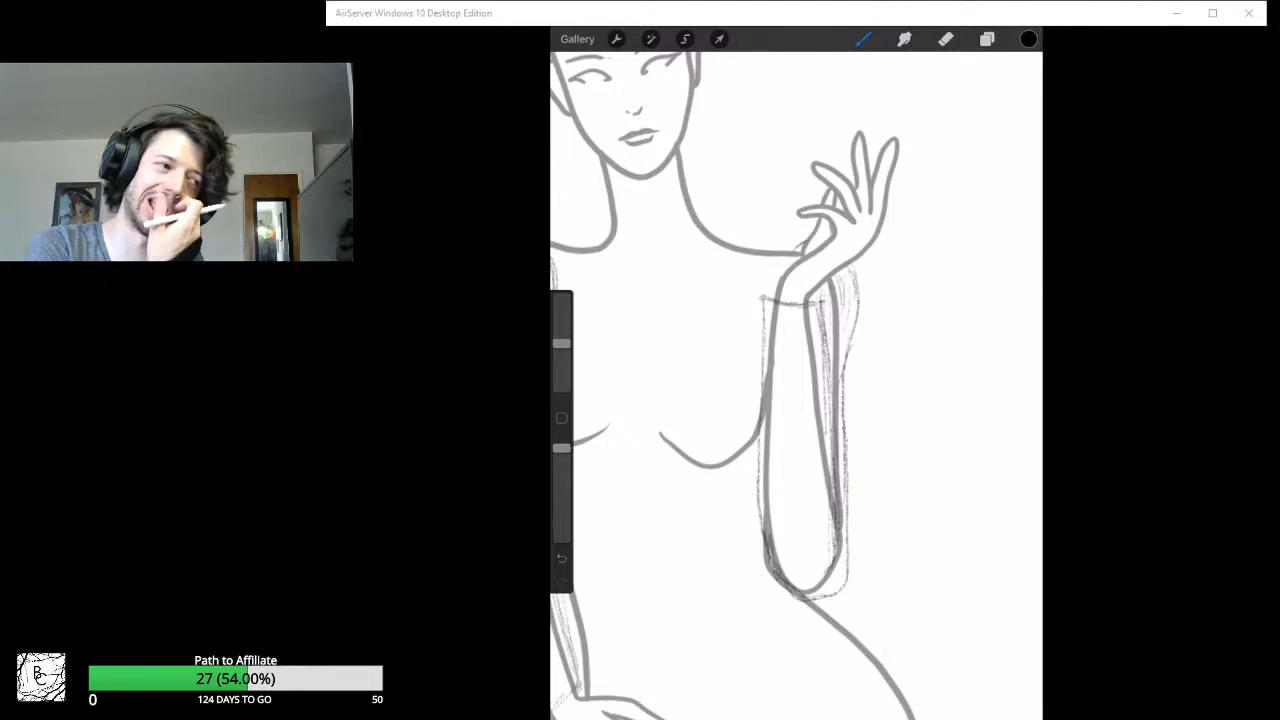 AirServer Windows 10 Desktop Edition
Gallery
Path to Affiliate
27 (54.00%)
0
124 DAYS TO GO
50